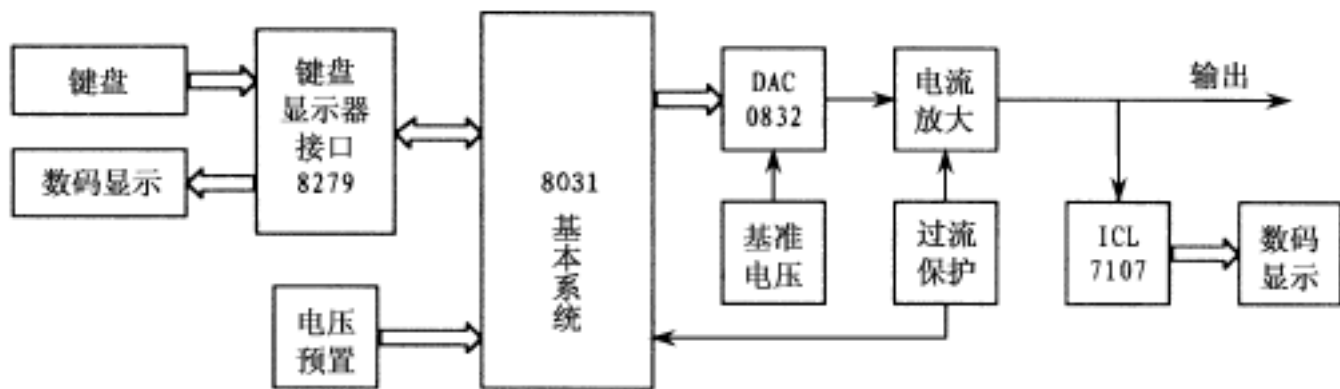 键盘
数码显示
键盘
显示器
接口
8279
电压
预置
8031
基
本
系
统
DAC
0832
基准
电压
电流
放大
过流
保护
输出
ICL
7107
数码
显示